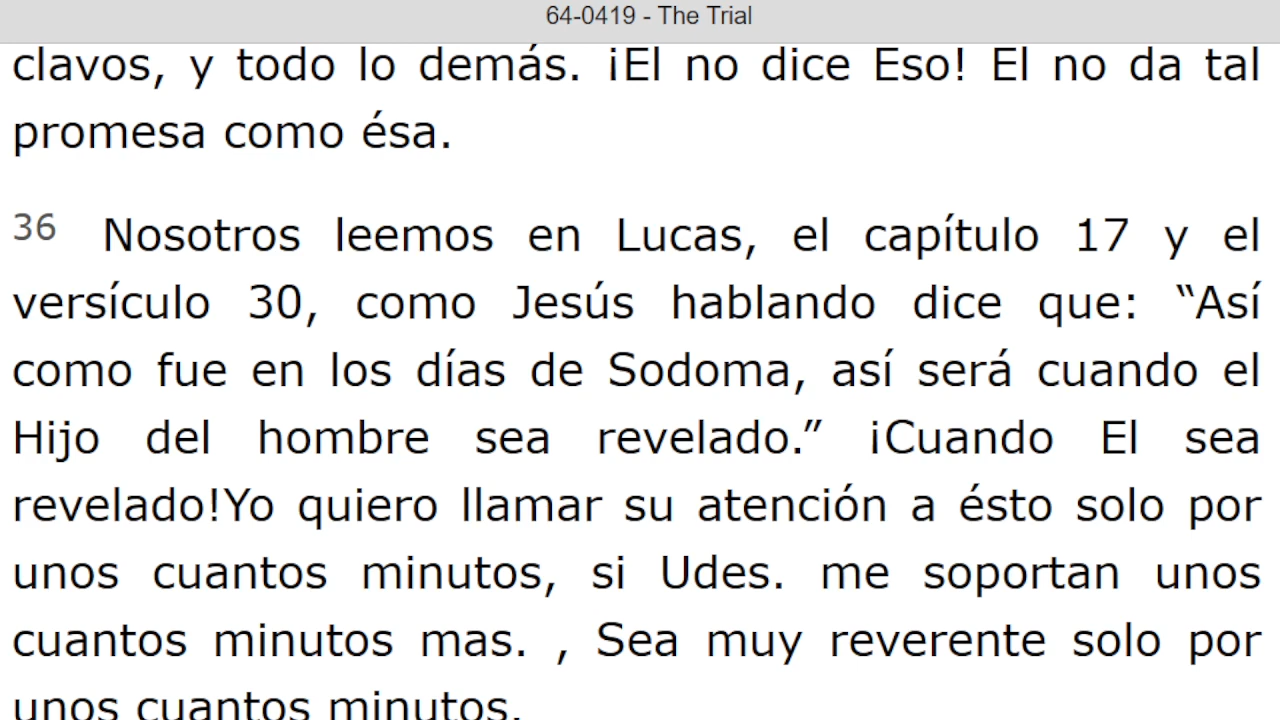 64-0419 - The Trial
clavos, y todo lo demás. ¡El no dice Eso! El no da tal
promesa como ésa.
36 Nosotros leemos en Lucas, el capítulo 17 y el
versículo 30, como Jesús hablando dice que: “Así
como fue en los días de Sodoma, así será cuando el
Hijo del hombre sea revelado.” ¡Cuando El sea
revelado!Yo quiero llamar su atención a ésto solo por
unos cuantos minutos, si Udes. me soportan unos
cuantos minutos mas. , Sea muy reverente solo por
unos cuantos minutos.